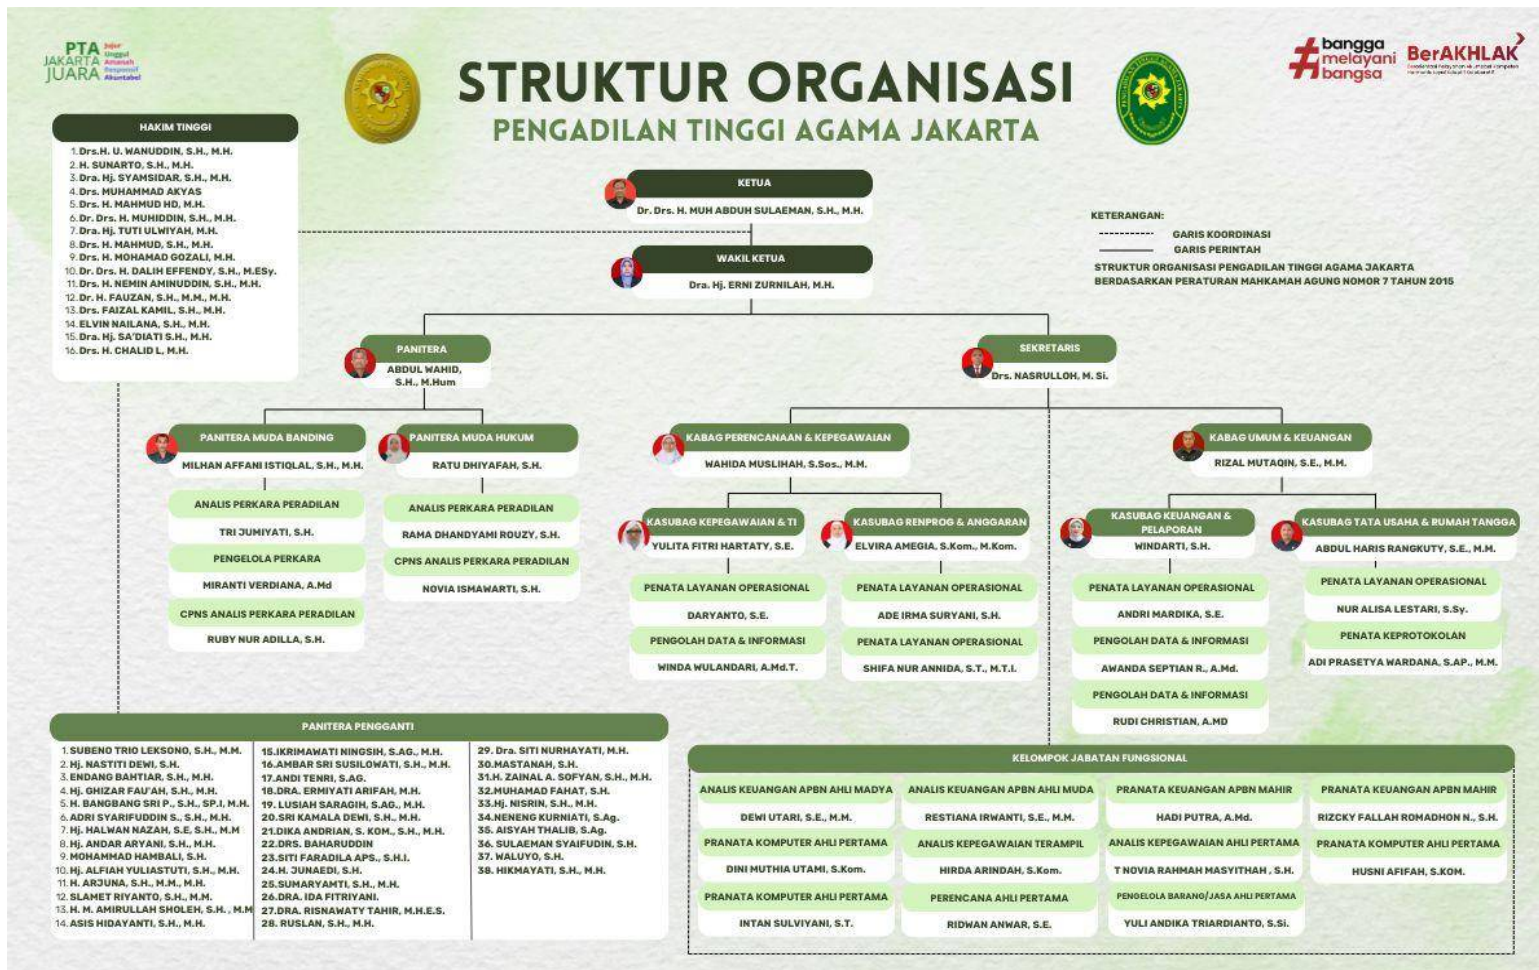 PTA
JAKARTA
JUARA
Jujur
Unggul
Amanah
Responsif
Akuntabel
STRUKTUR ORGANISASI
PENGADILAN TINGGI AGAMA JAKARTA
#bangga
melayani
bangsa
BerAKHLAK
HAKIM TINGGI
1. Drs.H. U. WANUDDIN, S.H., M.H.
2. H. SUNARTO, S.H., M.H.
3. Dra. Hj. SYAMSIDAR, S.H., M.H.
4. Drs. MUHAMMAD AKYAS
5. Drs. H. MAHMUD HD, M.H.
6. Dr. Drs. H. MUHIDDIN, S.H., M.H.
7. Dra. Hj. TUTI ULWIYAH, M.H.
8. Drs. H. MAHMUD, S.H., M.H.
9. Drs. H. MOHAMAD GOZALI, M.H.
10. Dr. Drs. H. DALIH EFFENDY, S.H., M.ESy.
11. Drs. H. NEMIN AMINUDDIN, S.H., M.H.
12. Dr. H. FAUZAN, S.H., M.M., M.H.
13. Drs. FAIZAL KAMIL, S.H., M.H.
14. ELVIN NAILANA, S.H., M.H.
15. Dra. Hj. SA'DIATI S.H., M.H.
16. Drs. H. CHALID L, M.H.
KETUA
Dr. Drs. H. MUH ABDUH SULAEMAN, S.H., M.H.
WAKIL KETUA
Dra. Hj. ERNI ZURNILAH, M.H.
KETERANGAN:
GARIS KOORDINASI
GARIS PERINTAH
STRUKTUR ORGANISASI PENGADILAN TINGGI AGAMA JAKARTA
BERDASARKAN PERATURAN MAHKAMAH AGUNG NOMOR 7 TAHUN 2015
PANITERA
ABDUL WAHID,
S.H., M.Hum
SEKRETARIS
Drs. NASRULLOH, M. Si.
PANITERA MUDA BANDING
MILHAN AFFANI ISTIQLAL, S.H., M.H.
ANALIS PERKARA PERADILAN
TRI JUMIYATI, S.H.
PENGELOLA PERKARA
MIRANTI VERDIANA, A.Md
CPNS ANALIS PERKARA PERADILAN
RUBY NUR ADILLA, S.H.
PANITERA MUDA HUKUM
RATU DHIYAFAH, S.H.
ANALIS PERKARA PERADILAN
RAMA DHANDYAMI ROUZY, S.H.
CPNS ANALIS PERKARA PERADILAN
NOVIA ISMAWARTI, S.H.
KABAG PERENCANAAN & KEPEGAWAIAN
WAHIDA MUSLIHAH, S.Sos., M.M.
KASUBAG KEPEGAWAIAN & TI
YULITA FITRI HARTATY, S.E.
PENATA LAYANAN OPERASIONAL
DARYANTO, S.E.
PENGOLAH DATA & INFORMASI
WINDA WULANDARI, A.Md.T.
KASUBAG RENPROG & ANGGARAN
ELVIRA AMEGIA, S.Kom., M.Kom.
PENATA LAYANAN OPERASIONAL
ADE IRMA SURYANI, S.H.
PENATA LAYANAN OPERASIONAL
SHIFA NUR ANNIDA, S.T., M.T.I.
KABAG UMUM & KEUANGAN
RIZAL MUTAQIN, S.E., M.M.
KASUBAG KEUANGAN &
PELAPORAN
WINDARTI, S.H.
PENATA LAYANAN OPERASIONAL
ANDRI MARDIKA, S.E.
PENGOLAH DATA & INFORMASI
AWANDA SEPTIAN R., A.Md.
PENGOLAH DATA & INFORMASI
RUDI CHRISTIAN, A.MD
KASUBAG TATA USAHA & RUMAH TANGGA
ABDUL HARIS RANGKUTY, S.E., M.M.
PENATA LAYANAN OPERASIONAL
NUR ALISA LESTARI, S.Sy.
PENATA KEPROTOKOLAN
ADI PRASETYA WARDANA, S.AP., M.M.
PANITERA PENGGANTI
1. SUBENO TRIO LEKSONO, S.H., M.M.
2. Hj. NASTITI DEWI, S.H.
3. ENDANG BAHTIAR, S.H., M.H.
4. Hj. GHIZAR FAU'AH, S.H., M.H.
5. H. BANGBANG SRI P., S.H., SP.I, M.H.
6. ADRI SYARIFUDDIN S., S.H., M.H.
7. Hj. HALWAN NAZAH, S.E, S.H., M.M
8. Hj. ANDAR ARYANI, S.H., M.H.
9. MOHAMMAD HAMBALI, S.H.
10. Hj. ALFIAH YULIASTUTI, S.H., M.H.
11. H. ARJUNA, S.H., M.M., M.H.
12. SLAMET RIYANTO, S.H., M.M.
13. H. M. AMIRULLAH SHOLEH, S.H. , M.M
14. ASIS HIDAYANTI, S.H., M.H.
15.IKRIMAWATI NINGSIH, S.AG., M.H.
16.AMBAR SRI SUSILOWATI, S.H., M.H.
17.ANDI TENRI, S.AG.
18.DRA. ERMIYATI ARIFAH, M.H.
19. LUSIAH SARAGIH, S.AG., M.H.
20.SRI KAMALA DEWI, S.H., M.H.
21.DIKA ANDRIAN, S. KOM., S.H., M.H.
22.DRS. BAHARUDDIN
23.SITI FARADILA APS., S.H.I.
24.H. JUNAEDI, S.H.
25.SUMARYAMTI, S.H., M.H.
26.DRA. IDA FITRIYANI.
27.DRA. RISNAWATY TAHIR, M.H.E.S.
28. RUSLAN, S.H., M.H.
29. Dra. SITI NURHAYATI, M.H.
30.MASTANAH, S.H.
31.H. ZAINAL A. SOFYAN, S.H., M.H.
32.MUHAMAD FAHAT, S.H.
33.Hj. NISRIN, S.H., M.H.
34.NENENG KURNIATI, S.Ag.
35. AISYAH THALIB, S.Ag.
36. SULAEMAN SYAIFUDIN, S.H.
37. WALUYO, S.H.
38. HIKMAYATI, S.H., M.H.
KELOMPOK JABATAN FUNGSIONAL
ANALIS KEUANGAN APBN AHLI MADYA
DEWI UTARI, S.E., M.M.
ANALIS KEUANGAN APBN AHLI MUDA
RESTIANA IRWANTI, S.E., M.M.
PRANATA KEUANGAN APBN MAHIR
HADI PUTRA, A.Md.
PRANATA KEUANGAN APBN MAHIR
RIZCKY FALLAH ROMADHON N., S.H.
PRANATA KOMPUTER AHLI PERTAMA
DINI MUTHIA UTAMI, S.Kom.
ANALIS KEPEGAWAIAN TERAMPIL
HIRDA ARINDAH, S.Kom.
ANALIS KEPEGAWAIAN AHLI PERTAMA
T NOVIA RAHMAH MASYITHAH , S.H.
PRANATA KOMPUTER AHLI PERTAMA
HUSNI AFIFAH, S.KOM.
PRANATA KOMPUTER AHLI PERTAMA
INTAN SULVIYANI, S.T.
PERENCANA AHLI PERTAMA
RIDWAN ANWAR, S.E.
PENGELOLA BARANG/JASA AHLI PERTAMA
YULI ANDIKA TRIARDIANTO, S.Si.